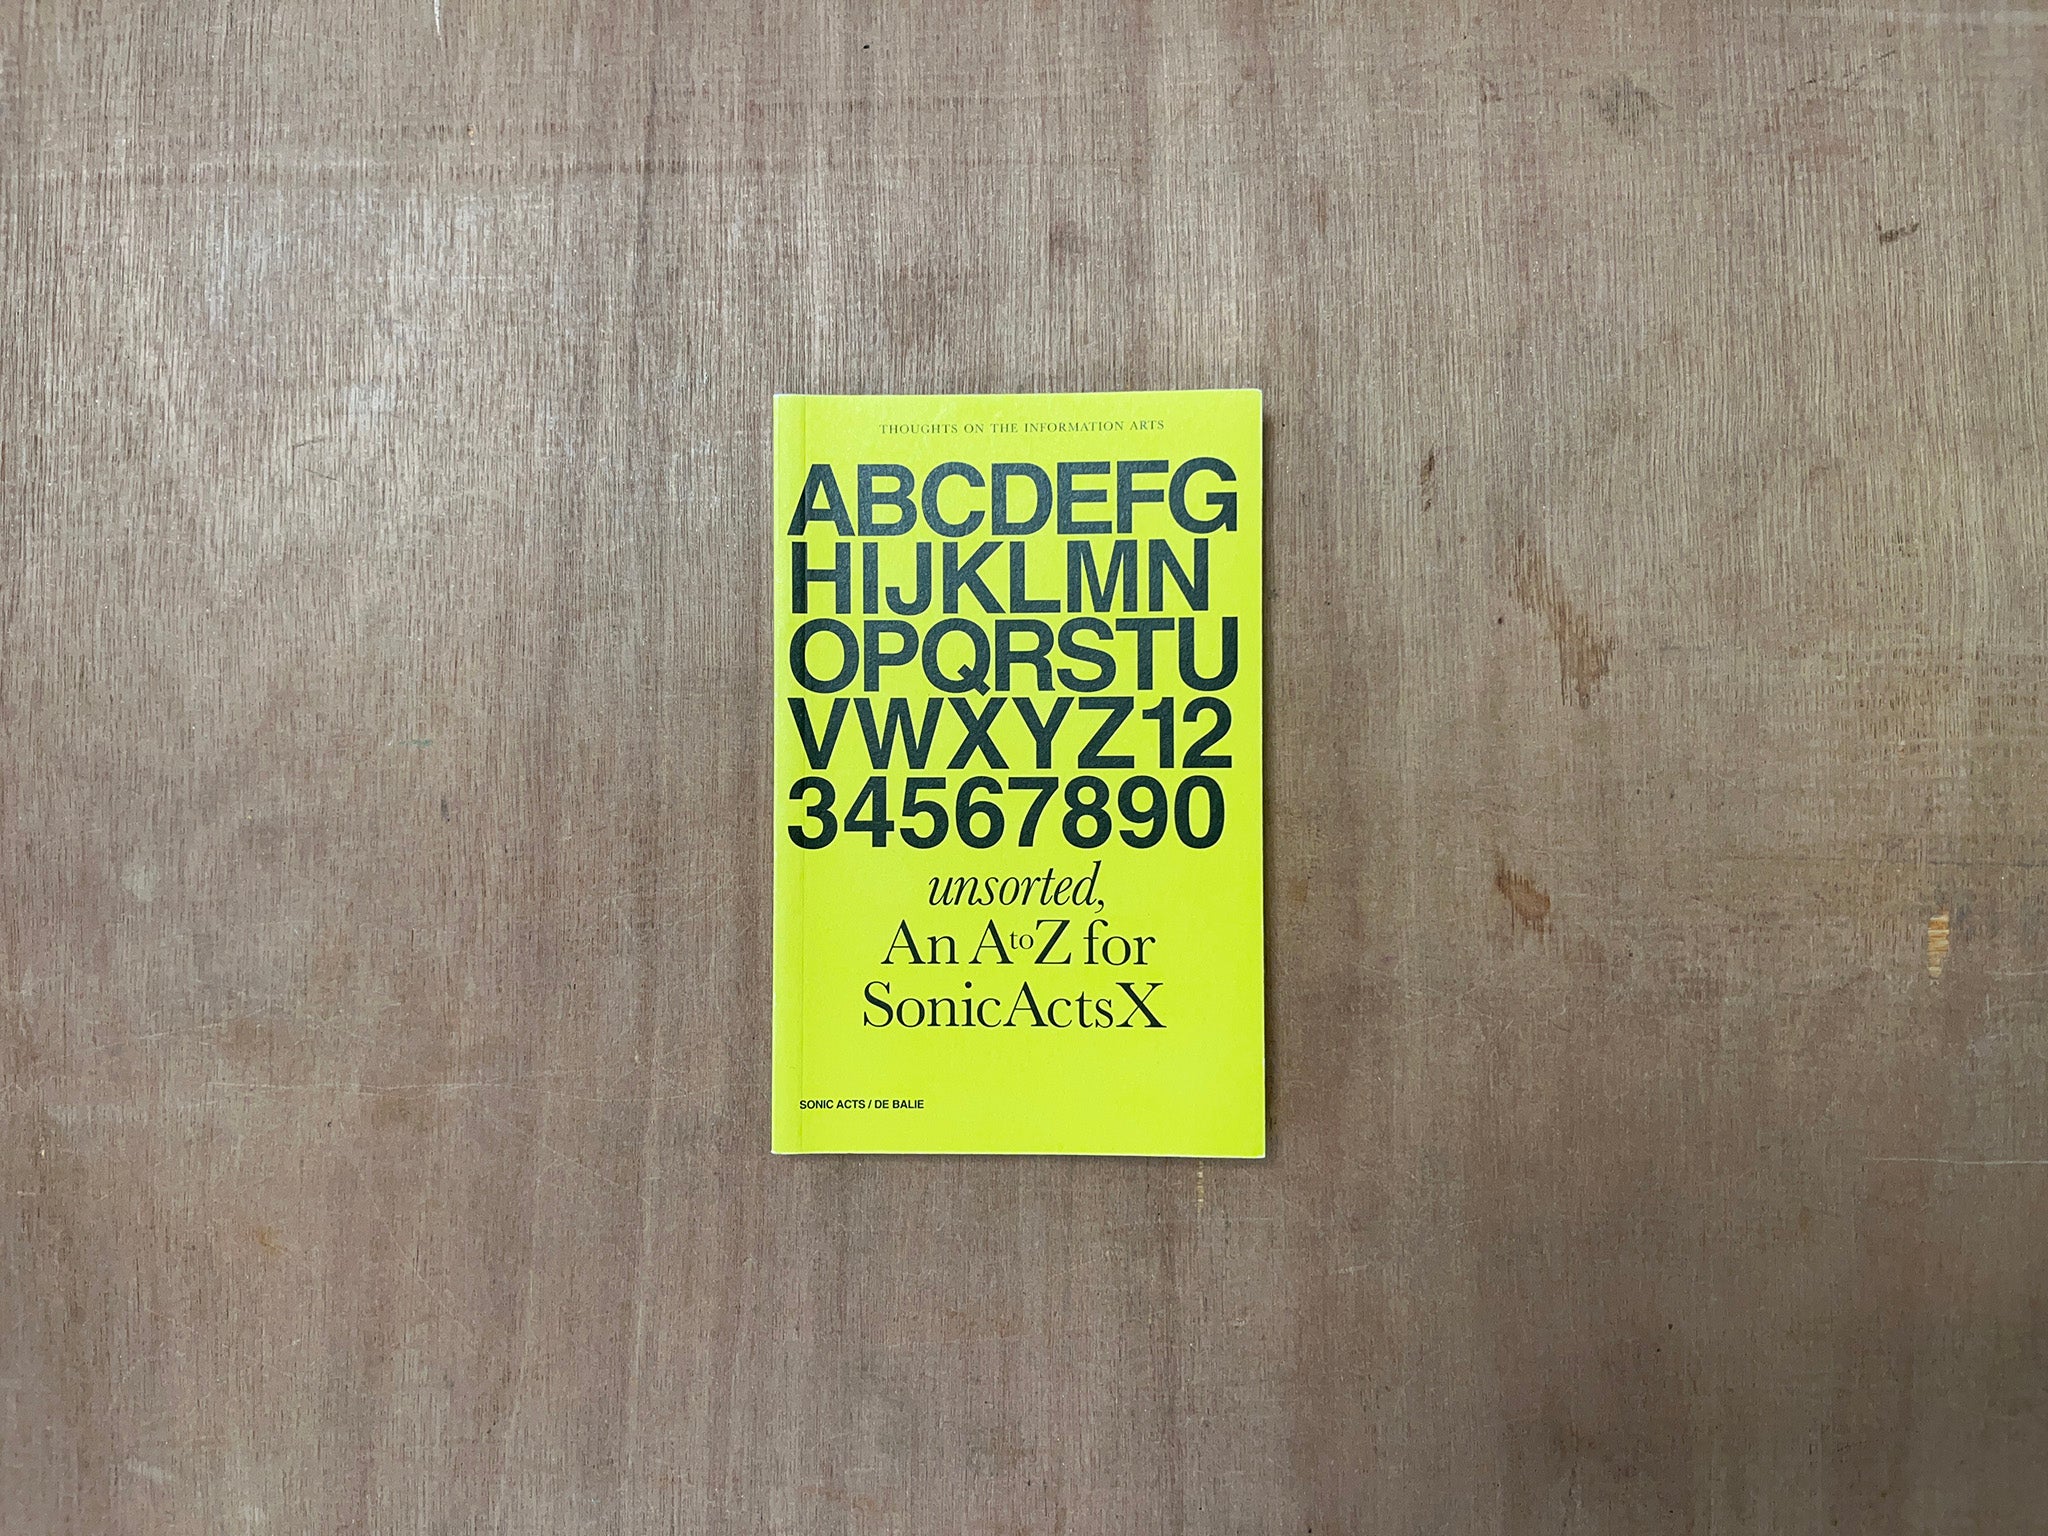 THOUGHTS ON THE INFORMATION ARTS
ABCDEFG
HIJKLMN
OPQRSTU
VWXYZ12
34567890
unsorted,
An A to Z for
SonicActsX
SONIC ACTS / DE BALIE